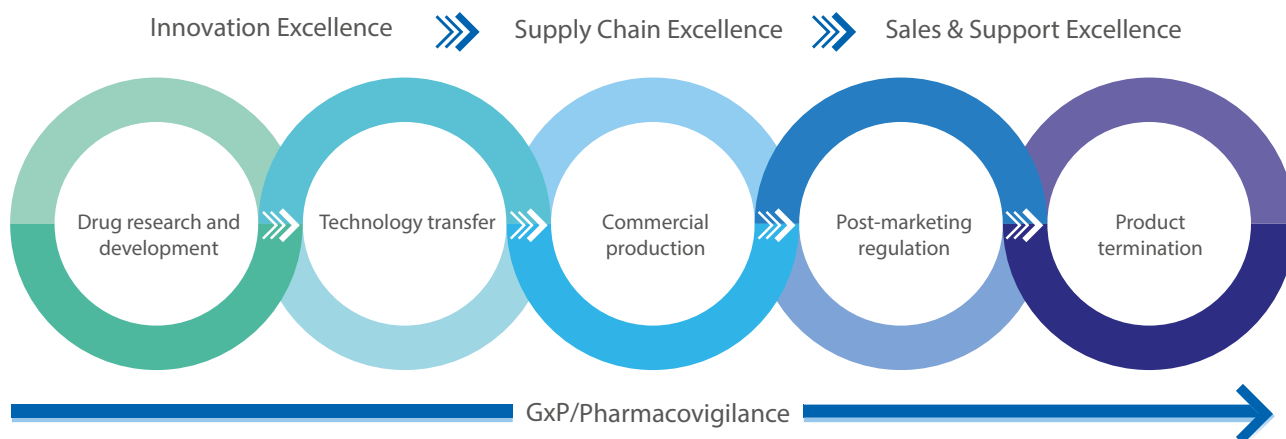 Innovation Excellence
Supply Chain Excellence
Sales & Support Excellence
Drug research and
development
Technology transfer
Commercial
production
Post-marketing
regulation
Product
termination
GxP/Pharmacovigilance